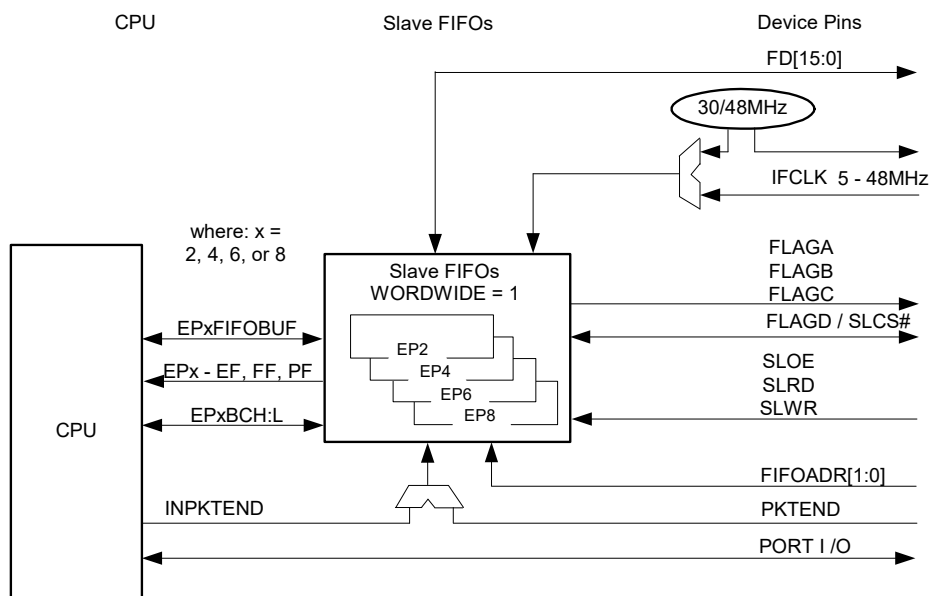 CPU Slave FIFOs Device Pins
FD[15:0]
30/48MHz
IFCLK 5 - 48MHz
where: x =
2, 4, 6, or 8
Slave FIFOs
WORDWIDE = 1
FLAGA
FLAGB
FLAGC
FLAGD / SLCS#
EPxFIFOBUF
EP2
EPx - EF, FF, PF
EP4
EP6
EPxBCH:L
EP8
SLOE
SLRD
SLWR
CPU
FIFOADR[1:0]
INPKTEND
PKTEND
PORT I /O